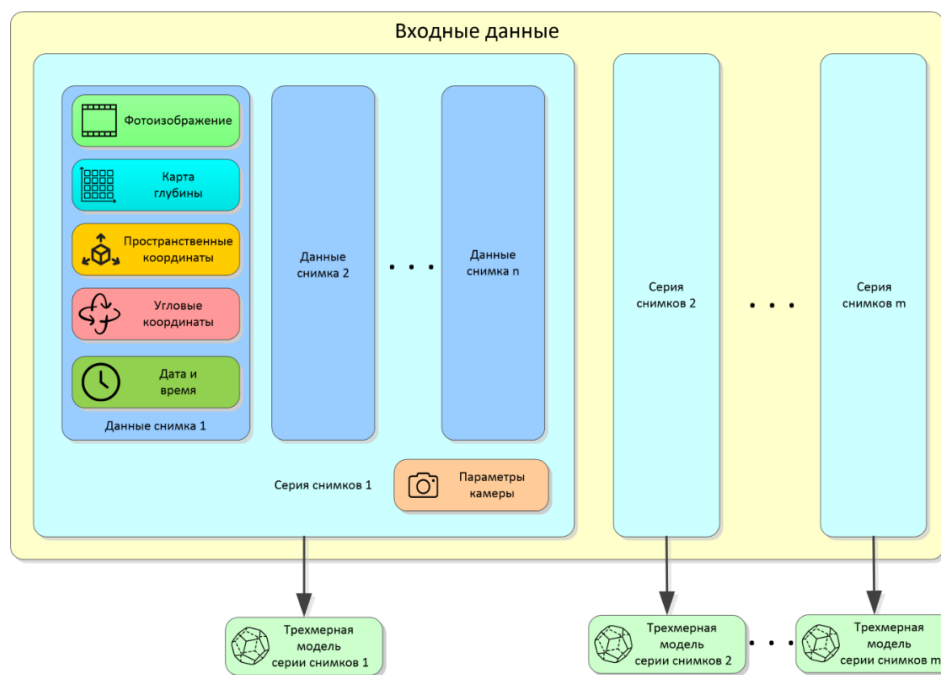 Входные данные
Фотоизображение
Карта
глубины
Пространственные
координаты
Угловые
координаты
Дата и
время
Данные снимка 1
Данные
снимка 2
Данные
снимка n
Серия снимков 1
Параметры
камеры
Серия
снимков 2
Серия
снимков m
Трехмерная
модель
серии снимков 1
Трехмерная
модель
серии снимков 2
Трехмерная
модель
серии снимков m